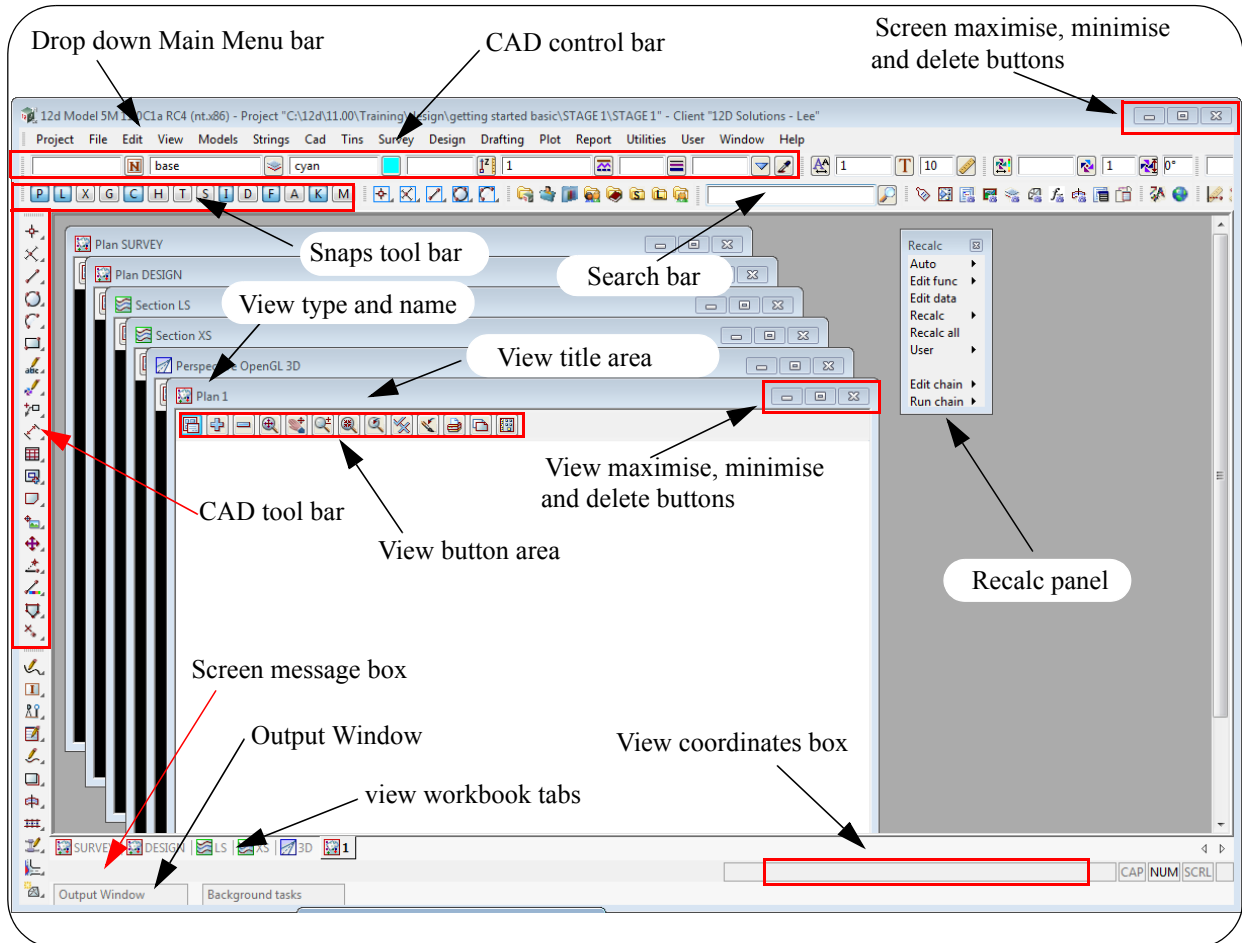 Drop down Main Menu bar
CAD control bar
Screen maximise, minimise
and delete buttons
12d Model 5M C1a RC4 (nt.x86) - Project "C:\12d\11.00\Training\design\getting started basic\STAGE 1\STAGE 1" - Client "12D Solutions - Lee"
Project File Edit View Models Strings Cad Tins Survey Design Drafting Plot Report Utilities User Window Help
N base cyan 1 1 T 10 1 0°
P L X G C H T S I D F A K M
Plan SURVEY
Snaps tool bar
Search bar
Recalc
Auto
Edit func
Edit data
Recalc
Recalc all
User
Edit chain
Run chain
Plan DESIGN
Section LS
View type and name
Section XS
View title area
Perspective OpenGL 3D
Plan 1
abc
View maximise, minimise
and delete buttons
CAD tool bar
View button area
Recalc panel
Screen message box
Output Window
View coordinates box
view workbook tabs
SURVEY DESIGN LS XS 3D 1
CAP NUM SCRL
Output Window Background tasks